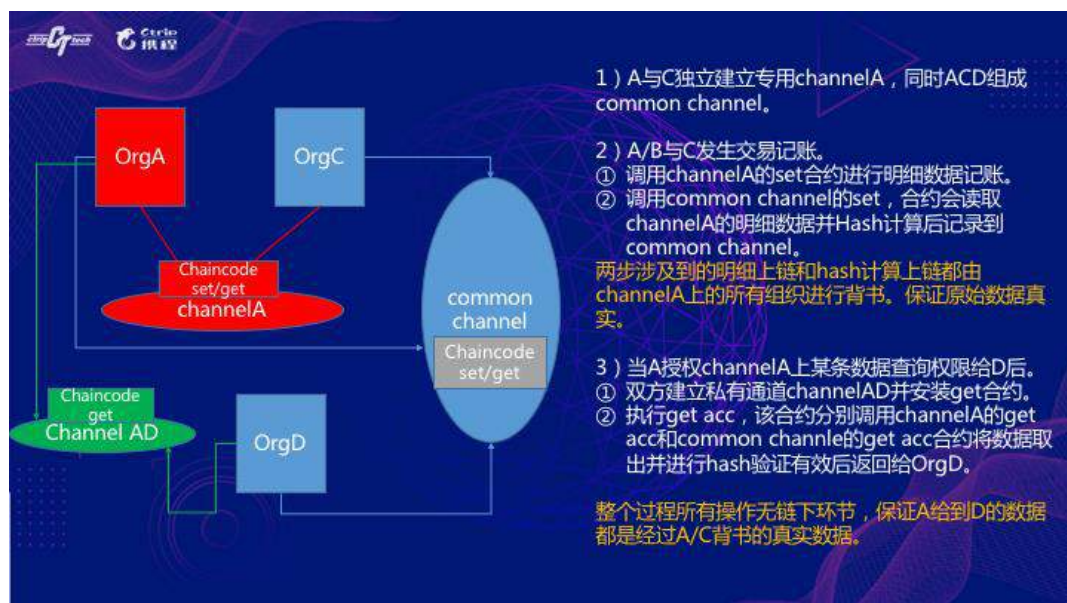 Ctrip
携程
OrgA
OrgC
Chaincode
set/get
channelA
common
channel
Chaincode
set/get
Chaincode
get
Channel AD
OrgD
1）A与C独立建立专用channelA，同时ACD组成
common channel。
2）A/B与C发生交易记账。
① 调用channelA的set合约进行明细数据记账。
② 调用common channel的set，合约会读取
channelA的明细数据并Hash计算后记录到
common channel。
两步涉及到的明细上链和hash计算上链都由
channelA上的所有组织进行背书。保证原始数据真
实。
3）当A授权channelA上某条数据查询权限给D后。
① 双方建立私有通道channelAD并安装get合约。
② 执行get acc，该合约分别调用channelA的get
acc和common channle的get acc合约将数据取
出并进行hash验证有效后返回给OrgD。
整个过程所有操作无链下环节，保证A给到D的数据
都是经过A/C背书的真实数据。